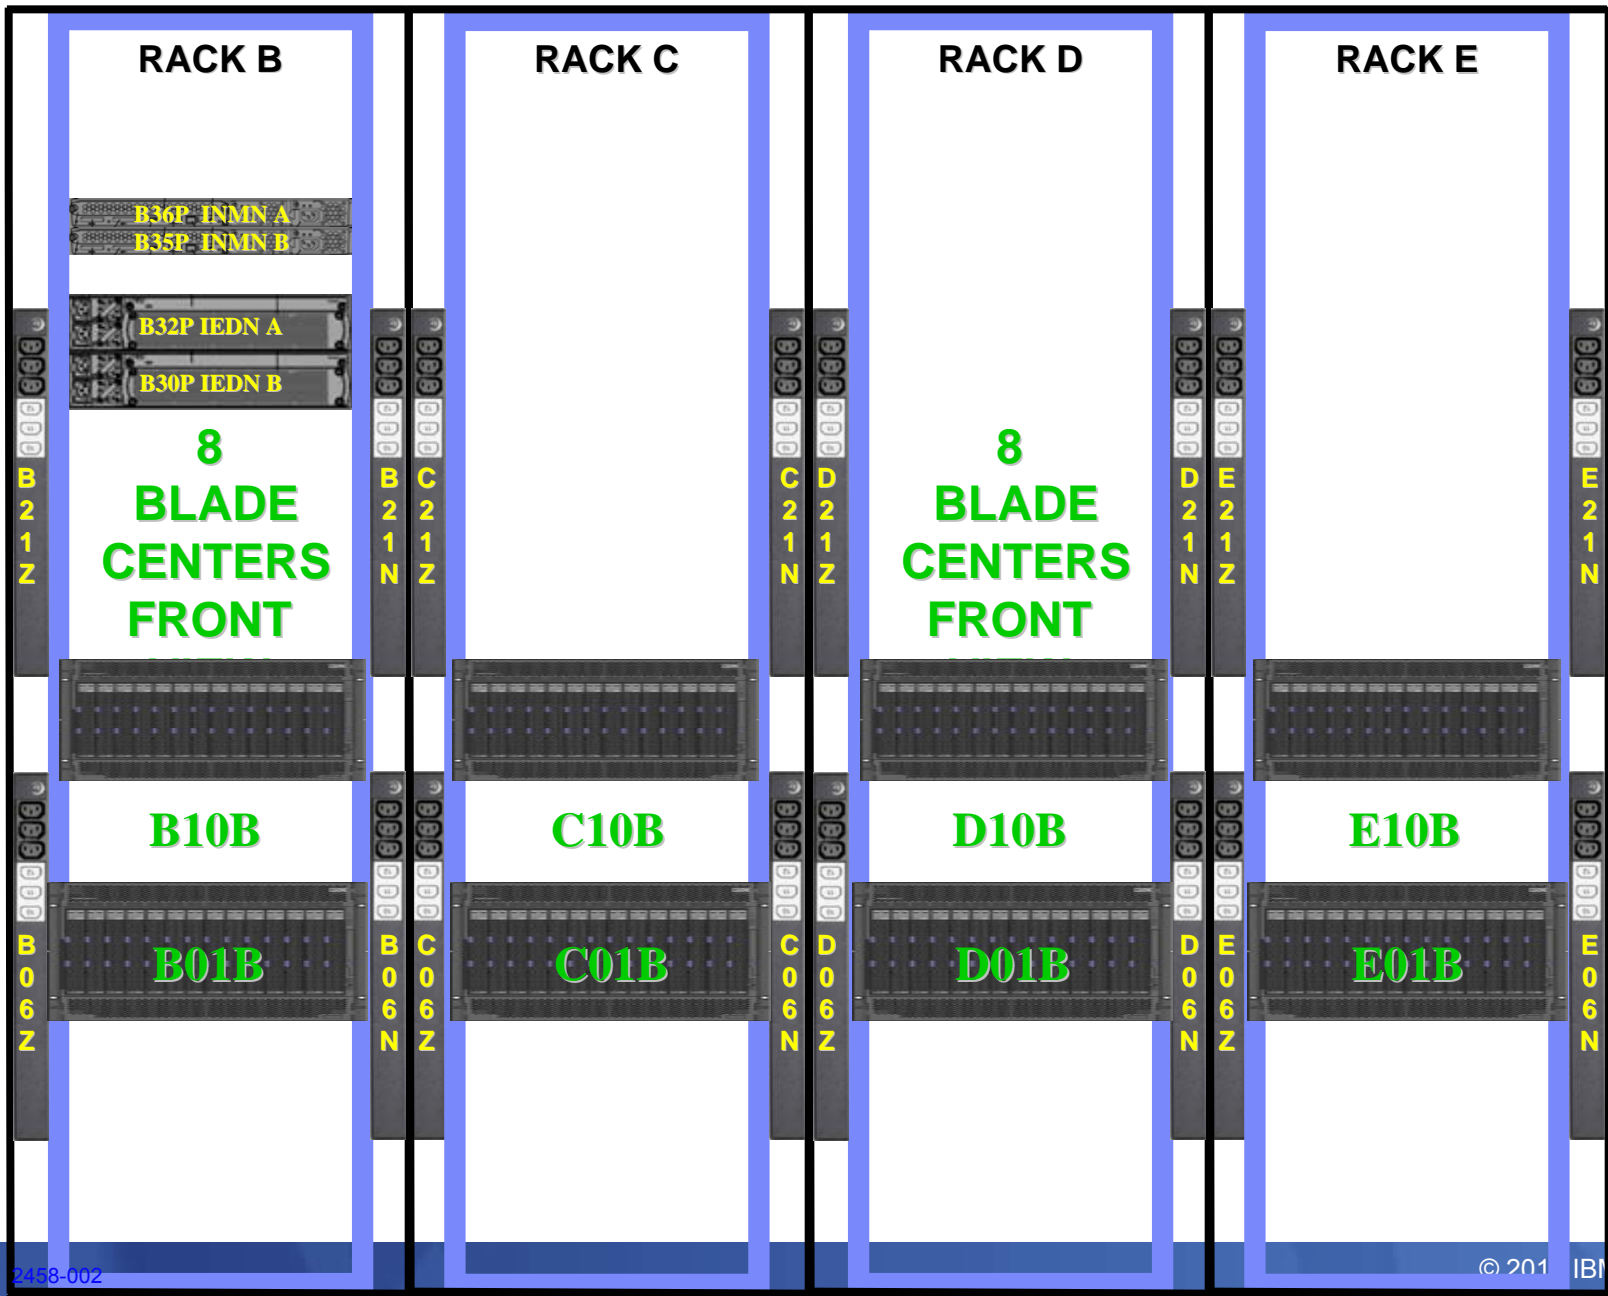 RACK B
RACK C
RACK D
RACK E
B36P INMN A
B35P INMN B
B32P IEDN A
B30P IEDN B
8
BLADE
CENTERS
FRONT
8
BLADE
CENTERS
FRONT
B21Z
B21N
C21Z
C21N
D21Z
D21N
E21Z
E21N
B10B
C10B
D10B
E10B
B01B
C01B
D01B
E01B
B06Z
B06N
C06Z
C06N
D06Z
D06N
E06Z
E06N
2458-002
© 201